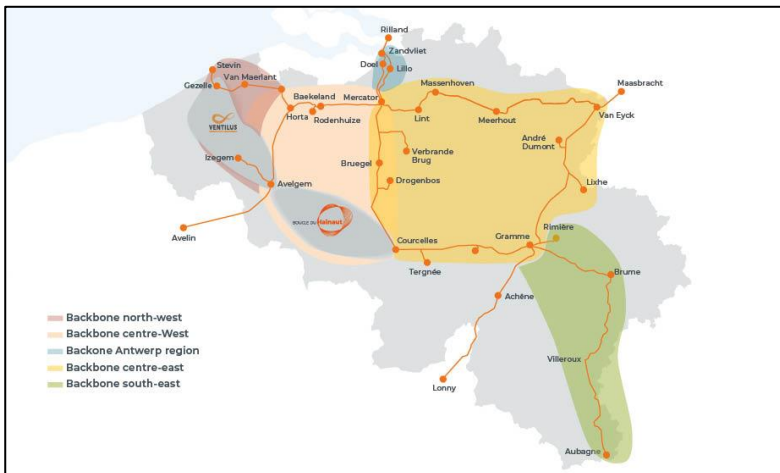 Rilland
Zandvliet
Doel
Lillo
Stevin
Gezelle
Van Maerlant
Massenhoven
Maasbracht
Baekeland
Mercator
Horta
Rodenhuize
Lint
Meerhout
Van Eyck
VENTILUS
André
Dumont
Izegem
Bruegel
Verbrande
Brug
Avelgem
Drogenbos
Lixhe
BOUCLE DU Hainaut
Avelin
Courcelles
Gramme
Rimière
Tergnée
Brume
Achêne
Backbone north-west
Backbone centre-West
Backone Antwerp region
Backbone centre-east
Backbone south-east
Villeroux
Lonny
Aubagne